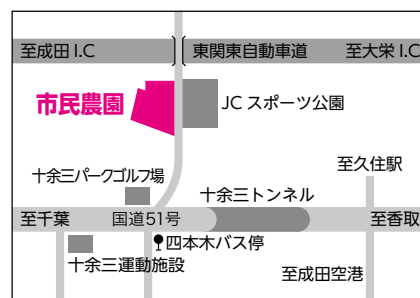 至成田 I.C 東関東自動車道 至大栄 I.C
市民農園
JC スポーツ公園
至久住駅
十余三パークゴルフ場
十余三トンネル
至千葉 国道51号 至香取
四本木バス停
十余三運動施設
至成田空港